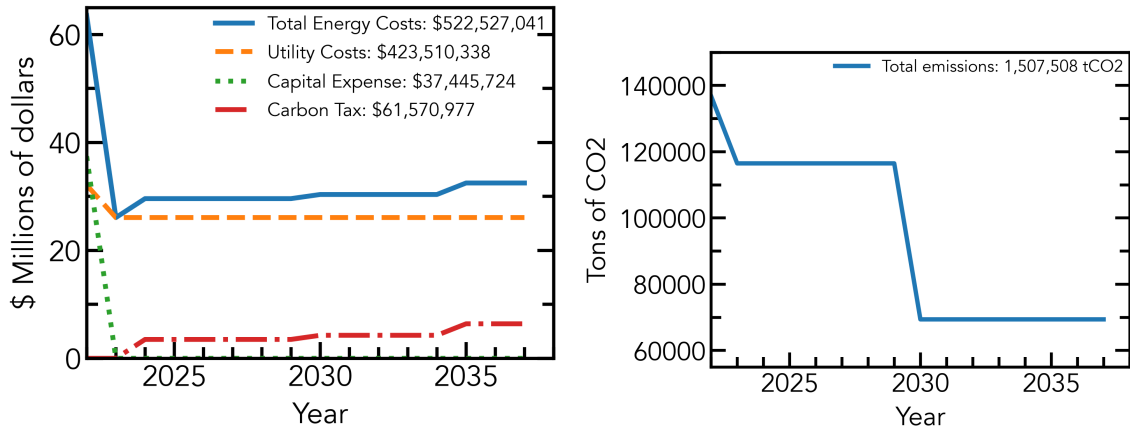 Total Energy Costs: $522,527,041
Utility Costs: $423,510,338
Capital Expense: $37,445,724
Carbon Tax: $61,570,977
$ Millions of dollars
60
40
20
0
2025 2030 2035
Year
Total emissions: 1,507,508 tCO2
Tons of CO2
140000
120000
100000
80000
60000
2025 2030 2035
Year